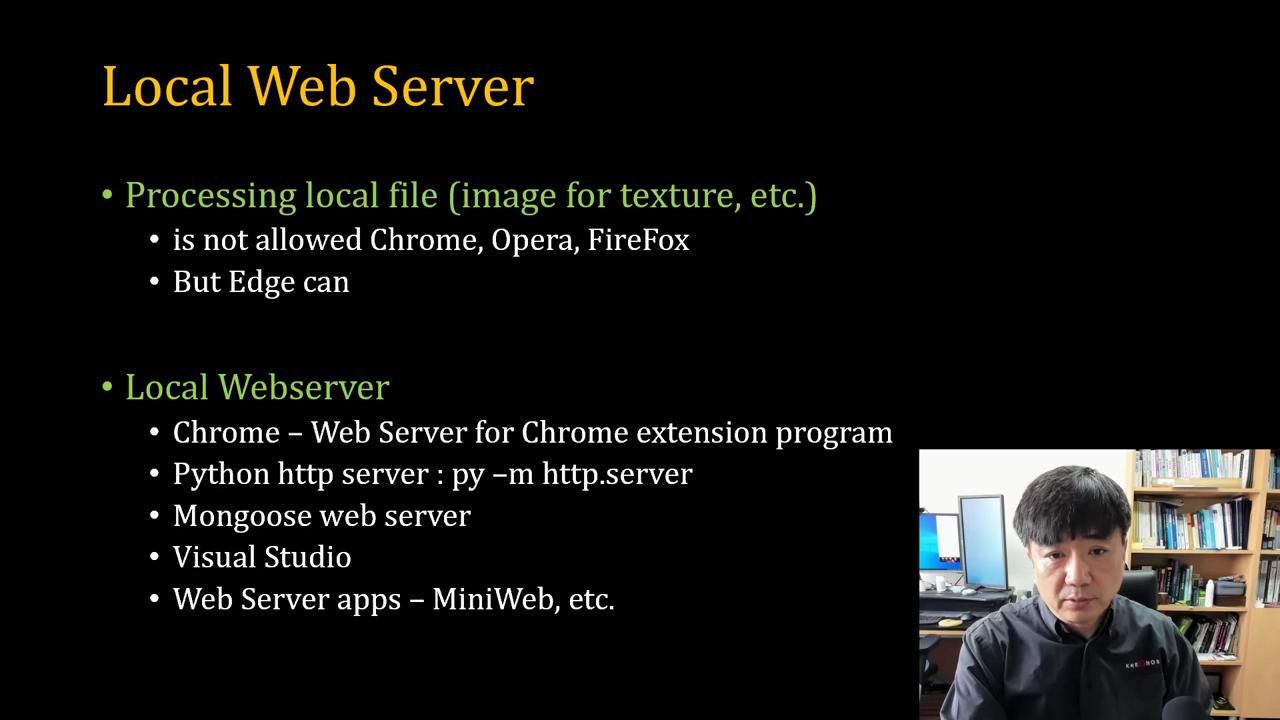 Local Web Server
• Processing local file (image for texture, etc.)
• is not allowed Chrome, Opera, FireFox
• But Edge can
• Local Webserver
• Chrome – Web Server for Chrome extension program
• Python http server : py –m http.server
• Mongoose web server
• Visual Studio
• Web Server apps – MiniWeb, etc.